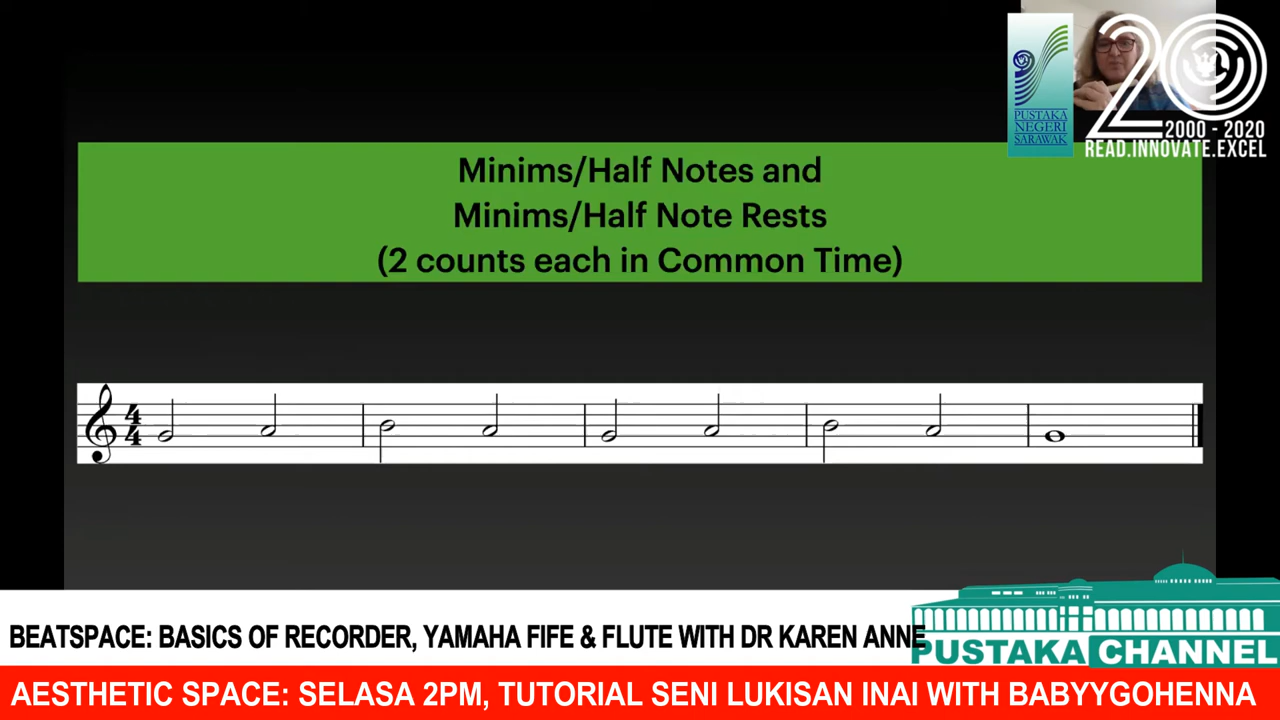 PUSTAKA
NEGERI
SARAWAK
20
2000 - 2020
READ.INNOVATE.EXCEL
Minims/Half Notes and
Minims/Half Note Rests
(2 counts each in Common Time)
4
4
BEATSPACE: BASICS OF RECORDER, YAMAHA FIFE & FLUTE WITH DR KAREN ANNE
PUSTAKA CHANNEL
AESTHETIC SPACE: SELASA 2PM, TUTORIAL SENI LUKISAN INAI WITH BABYYGOHENNA